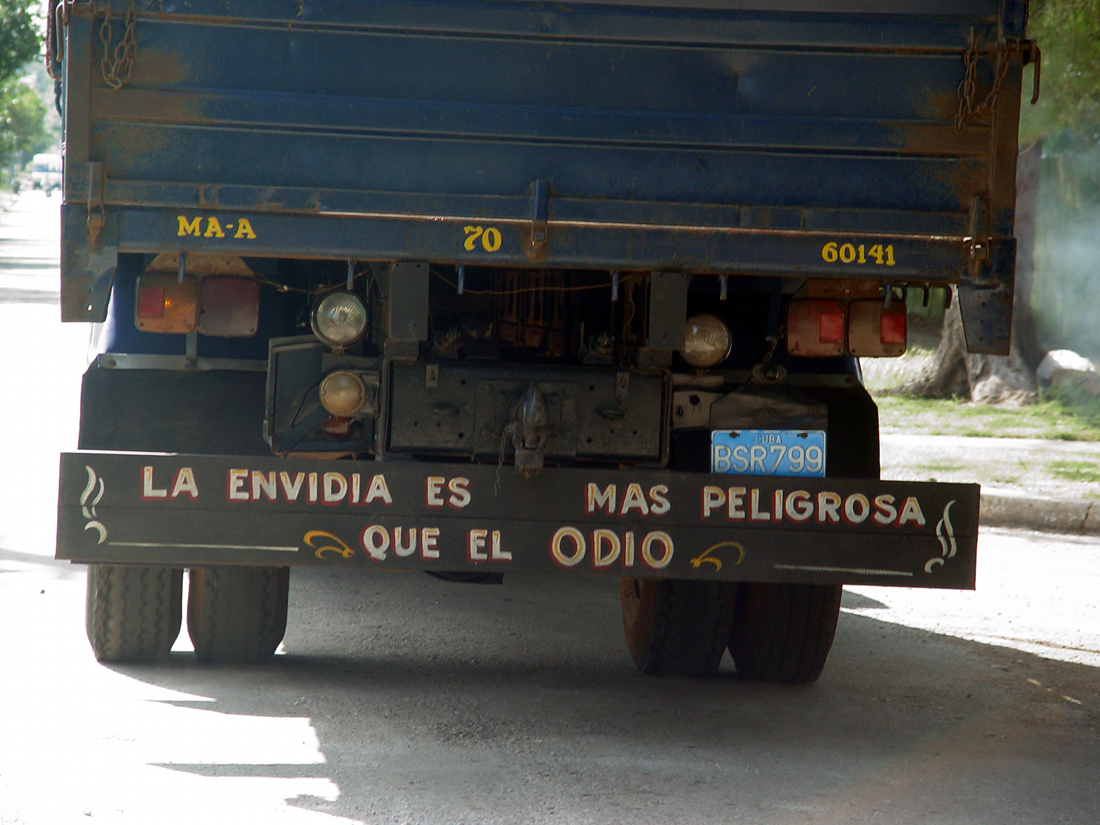 MA-A 70 60141
CUBA
BSR799
LA ENVIDIA ES MAS PELIGROSA
QUE EL ODIO